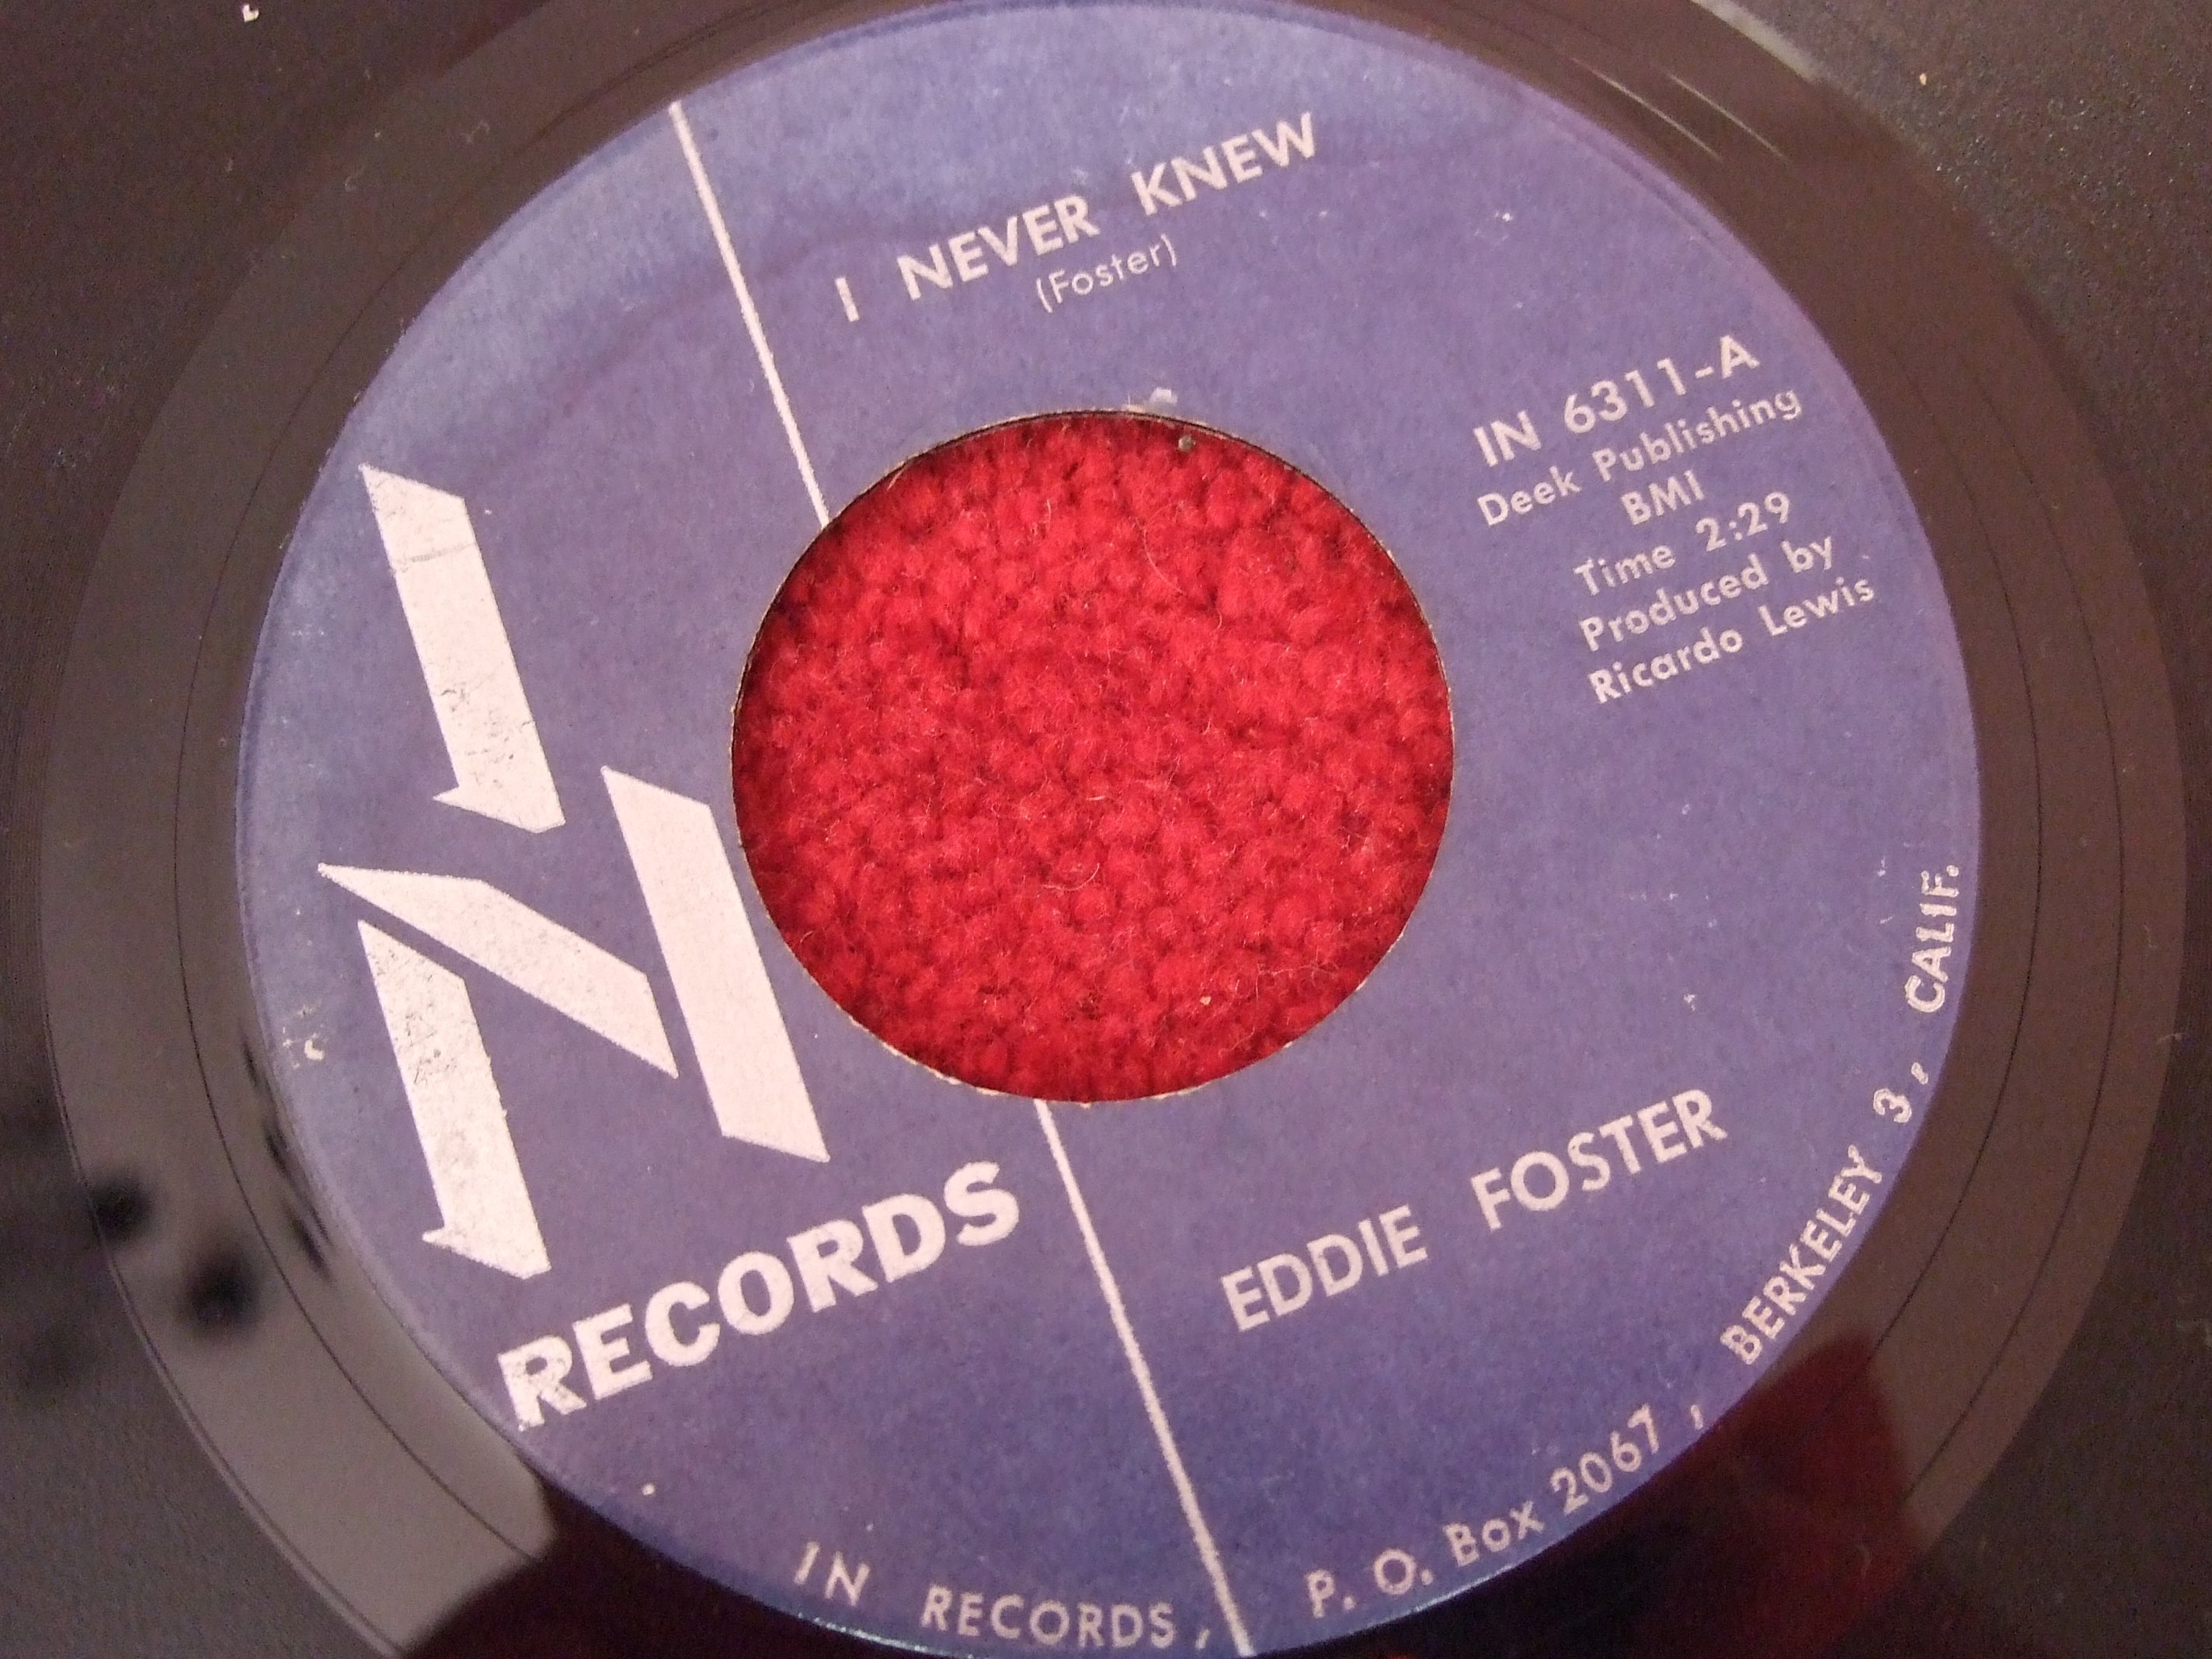 I NEVER KNEW
(Foster)
IN 6311-A
Deek Publishing
BMI
Time 2:29
Produced by
Ricardo Lewis
IN
RECORDS
EDDIE FOSTER
IN RECORDS, P. O. Box 2067, BERKELEY 3, CALIF.